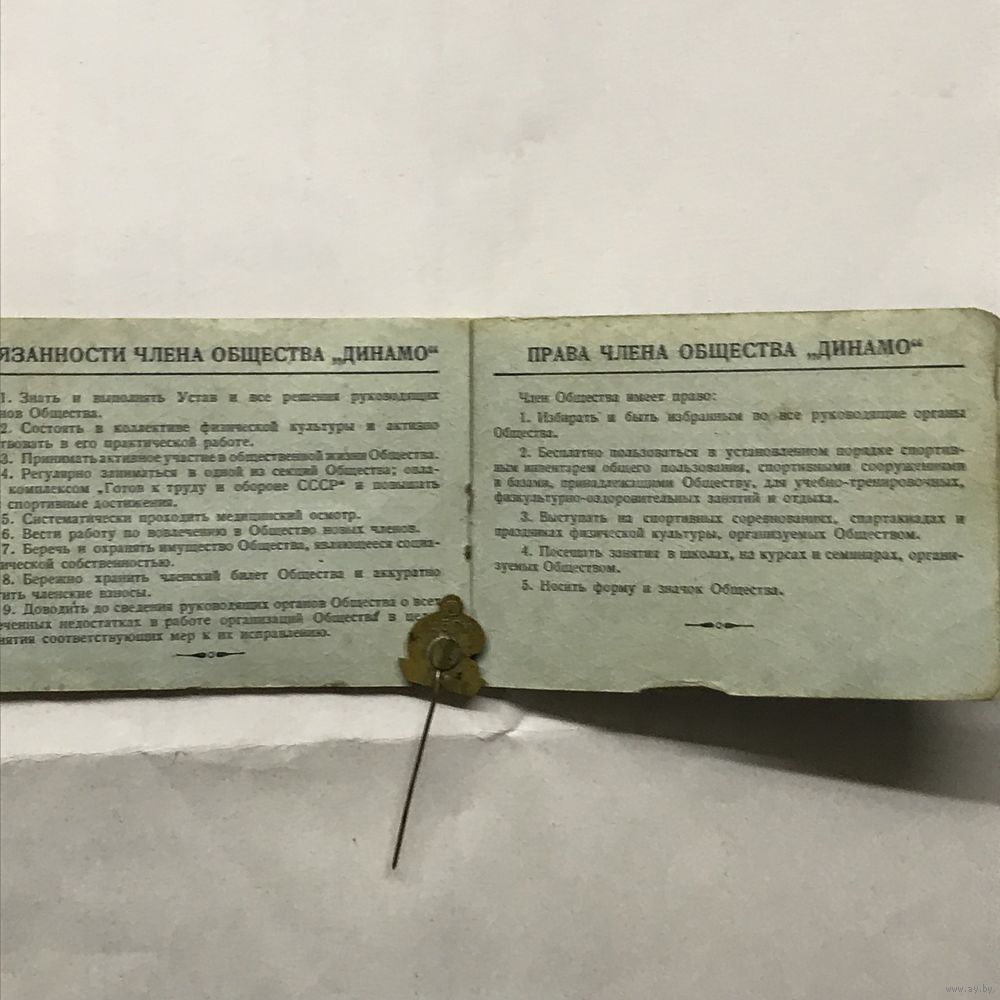 ЯЗАННОСТИ ЧЛЕНА ОБЩЕСТВА „ДИНАМО“
1. Знать и выполнять Устав и все решения руководящих
нов Общества.
2. Состоять в коллективе физической культуры и активно
твовать в его практической работе.
3. Принимать активное участие в общественной жизни Общества.
4. Регулярно заниматься в одной из секций Общества; овла-
комплексом „Готов к труду и обороне СССР“ и повышать
спортивные достижения.
5. Систематически проходить медицинский осмотр.
6. Вести работу по вовлечению в Общество новых членов.
7. Беречь и охранять имущество Общества, являющееся социа-
ической собственностью.
8. Бережно хранить членский билет Общества и аккуратно
тить членские взносы.
9. Доводить до сведения руководящих органов Общества о всех
еченных недостатках в работе организаций Общества в
нятия соответствующих мер к их исправлению.
ПРАВА ЧЛЕНА ОБЩЕСТВА „ДИНАМО“
Член Общества имеет право:
1. Избирать и быть избранным во все руководящие органы
Общества.
2. Бесплатно пользоваться в установленном порядке спортив-
ным инвентарем общего пользования, спортивными сооружениями
и базами, принадлежащими Обществу, для учебно-тренировочных,
физкультурно-оздоровительных занятий и отдыха.
3. Выступать на спортивных соревнованиях, спартакиадах и
праздниках физической культуры, организуемых Обществом.
4. Посещать занятия в школах, на курсах и семинарах, органи-
зуемых Обществом.
5. Носить форму и значок Общества.
www.ay.by